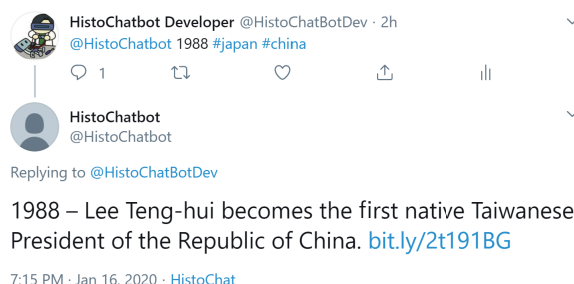 HistoChatbot Developer @HistoChatBotDev · 2h
@HistoChatbot 1988 #japan #china
1
HistoChatbot
@HistoChatbot
Replying to @HistoChatBotDev
1988 – Lee Teng-hui becomes the first native Taiwanese
President of the Republic of China. bit.ly/2t191BG
7:15 PM · Jan 16, 2020 · HistoChat